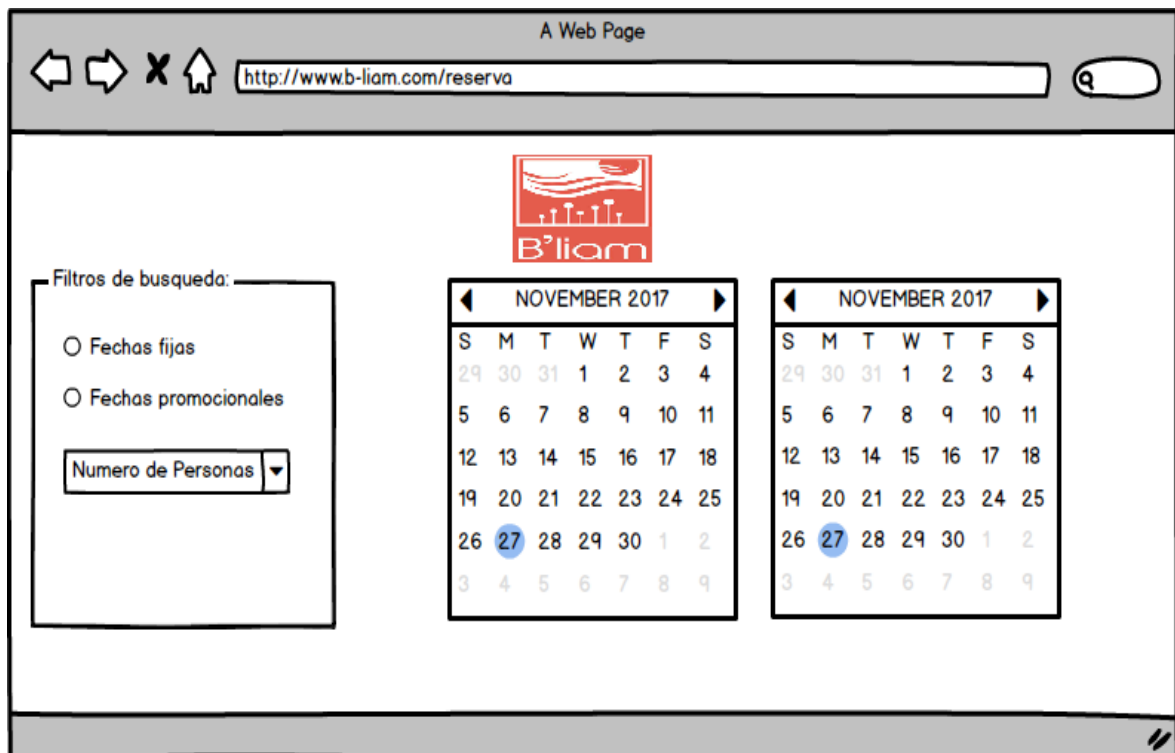 A Web Page
http://www.b-liam.com/reserva
B'liam
Filtros de busqueda:
Fechas fijas
Fechas promocionales
Numero de Personas
NOVEMBER 2017
S M T W T F S
29 30 31 1 2 3 4
5 6 7 8 9 10 11
12 13 14 15 16 17 18
19 20 21 22 23 24 25
26 27 28 29 30 1 2
3 4 5 6 7 8 9
NOVEMBER 2017
S M T W T F S
29 30 31 1 2 3 4
5 6 7 8 9 10 11
12 13 14 15 16 17 18
19 20 21 22 23 24 25
26 27 28 29 30 1 2
3 4 5 6 7 8 9